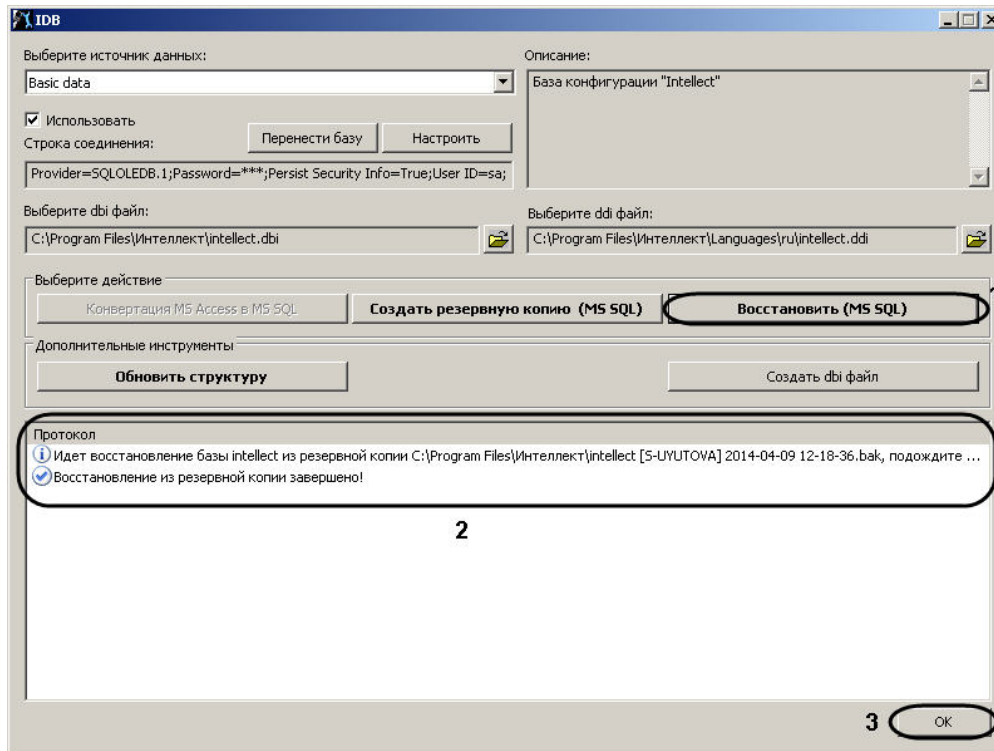 IDB
Выберите источник данных:
Описание:
Basic data
База конфигурации "Intellect"
Использовать
Строка соединения:
Перенести базу
Настроить
Provider=SQLOLEDB.1;Password=***;Persist Security Info=True;User ID=sa;
Выберите dbi файл:
Выберите ddi файл:
C:\Program Files\Интеллект\intellect.dbi
C:\Program Files\Интеллект\Languages\ru\intellect.ddi
Выберите действие
Конвертация MS Access в MS SQL
Создать резервную копию (MS SQL)
Восстановить (MS SQL)
Дополнительные инструменты
Обновить структуру
Создать dbi файл
Протокол
Идет восстановление базы intellect из резервной копии C:\Program Files\Интеллект\intellect [S-UYUTOVA] 2014-04-09 12-18-36.bak, подождите ...
Восстановление из резервной копии завершено!
2
3
OK